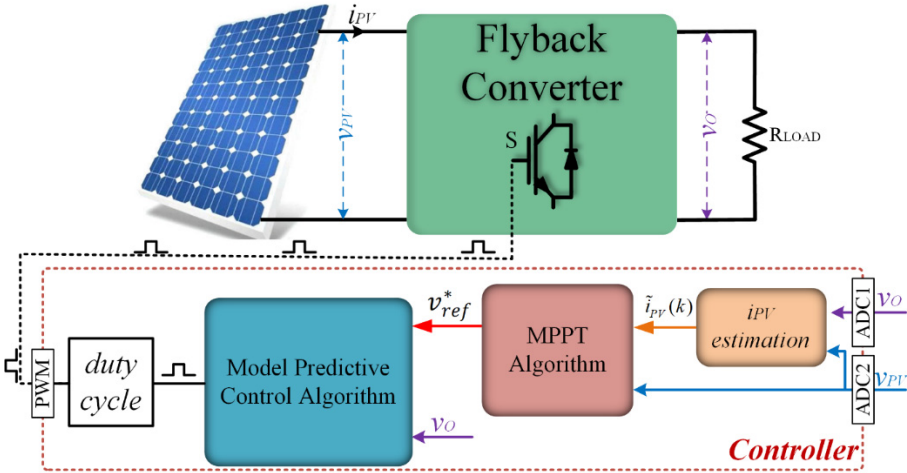 iPV
Flyback
Converter
vPV
S
vO
RLOAD
PWM
duty
cycle
Model Predictive
Control Algorithm
v*ref
vO
MPPT
Algorithm
ĩPV(k)
iPV
estimation
ADC1
vO
ADC2
vPV
Controller